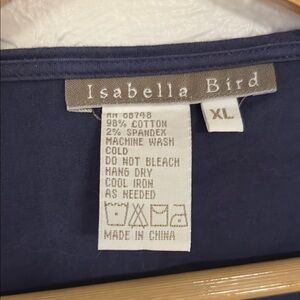 Isabella Bird
XL
RN 68748
98% COTTON
2% SPANDEX
MACHINE WASH
COLD
DO NOT BLEACH
HANG DRY
COOL IRON
AS NEEDED
MADE IN CHINA